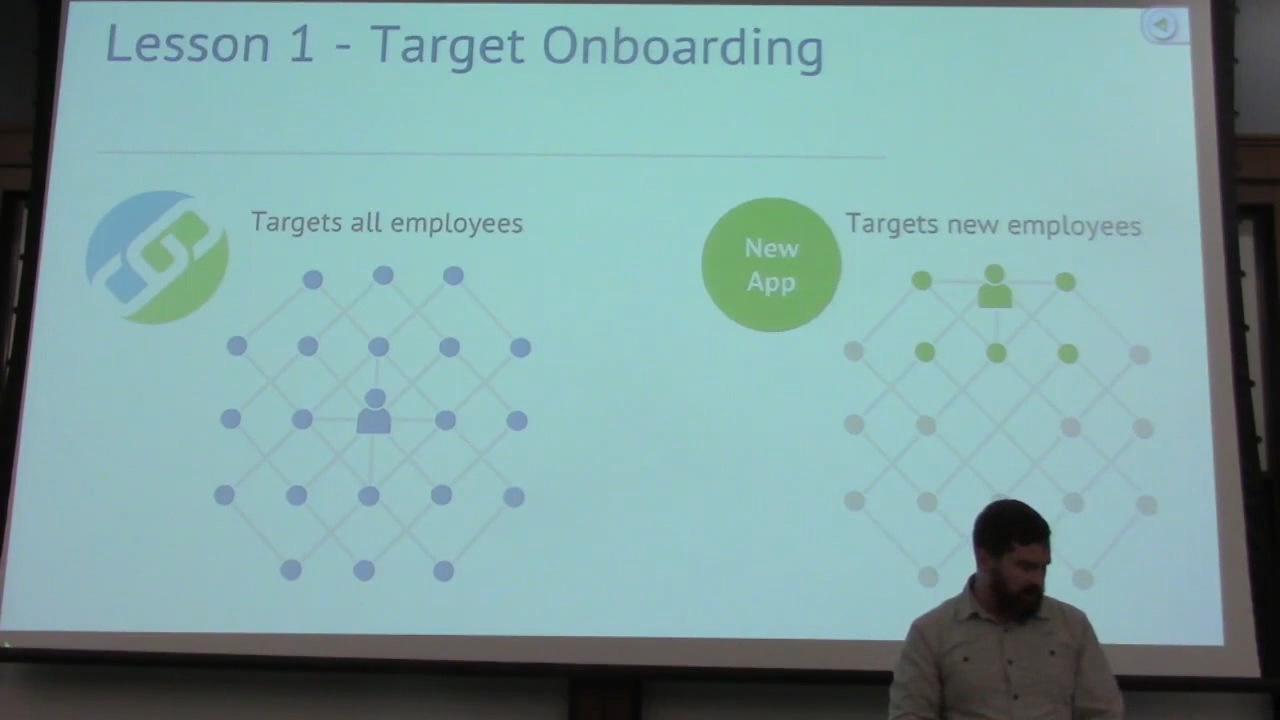 Lesson 1 - Target Onboarding
Targets all employees
New
App
Targets new employees